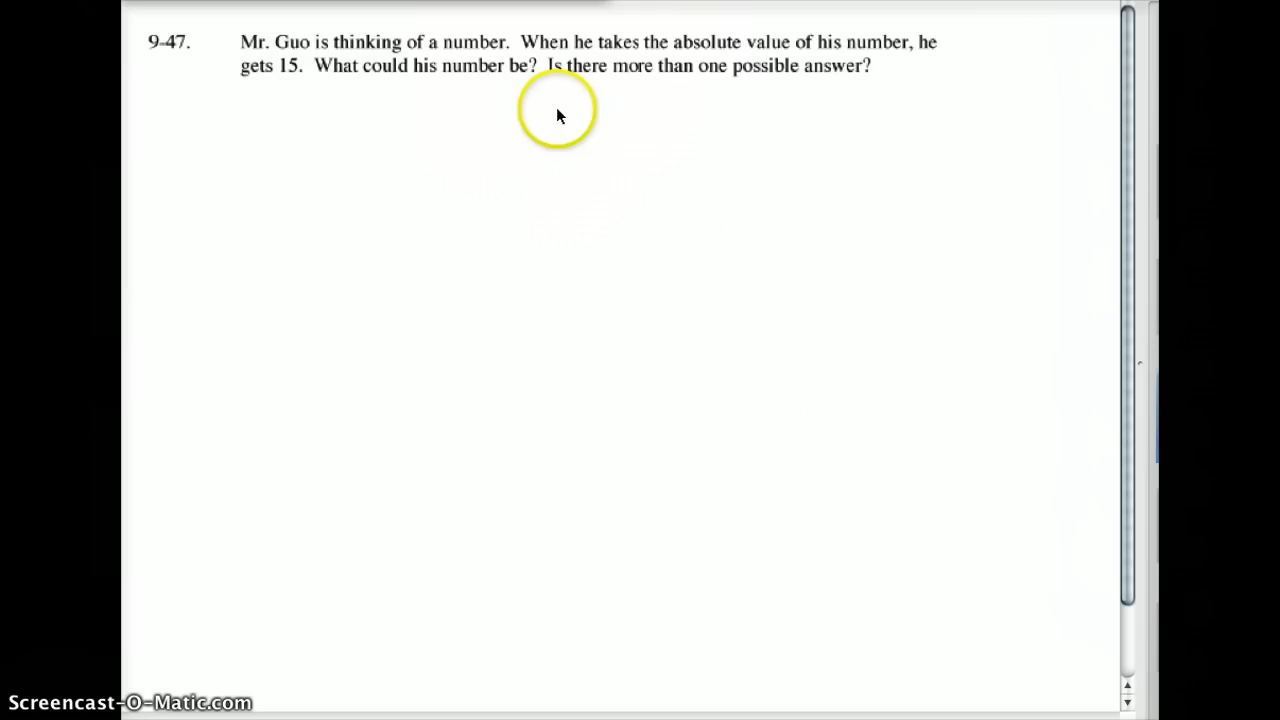 9-47. Mr. Guo is thinking of a number. When he takes the absolute value of his number, he
gets 15. What could his number be? Is there more than one possible answer?
Screencast-O-Matic.com